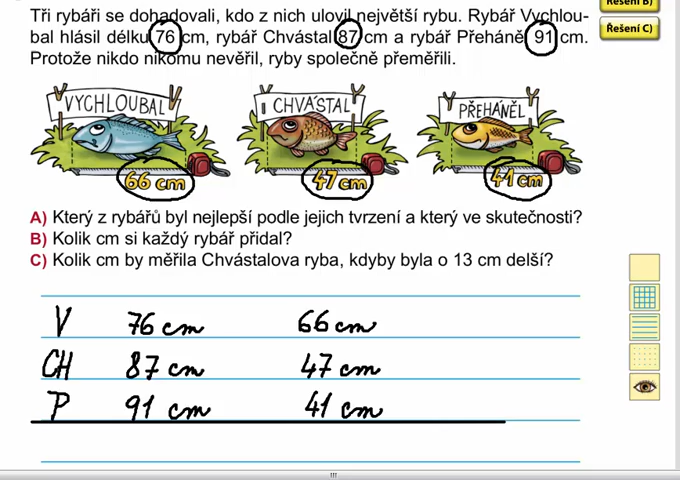 Tři rybáři se dohadovali, kdo z nich ulovil největší rybu. Rybář Vychlou-
bal hlásil délku 76 cm, rybář Chvástal 87 cm a rybář Přeháněl 91 cm.
Protože nikdo nikomu nevěřil, ryby společně přeměřili.
Řešení B)
Řešení C)
VYCHLOUBAL CHVÁSTAL PŘEHÁNĚL
66 cm 47 cm 41 cm
A) Který z rybářů byl nejlepší podle jejich tvrzení a který ve skutečnosti?
B) Kolik cm si každý rybář přidal?
C) Kolik cm by měřila Chvástalova ryba, kdyby byla o 13 cm delší?
V 76 cm 66 cm
CH 87 cm 47 cm
P 91 cm 41 cm